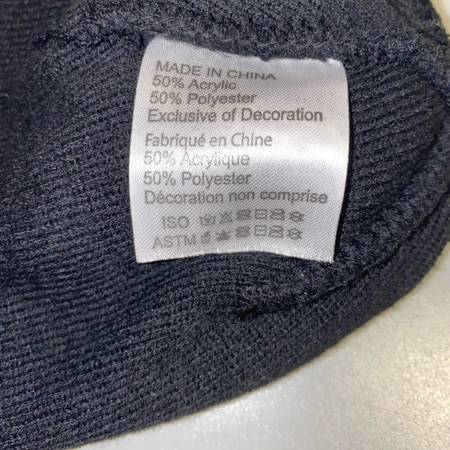 MADE IN CHINA
50% Acrylic
50% Polyester
Exclusive of Decoration
Fabriqué en Chine
50% Acrylique
50% Polyester
Décoration non comprise
ISO
ASTM